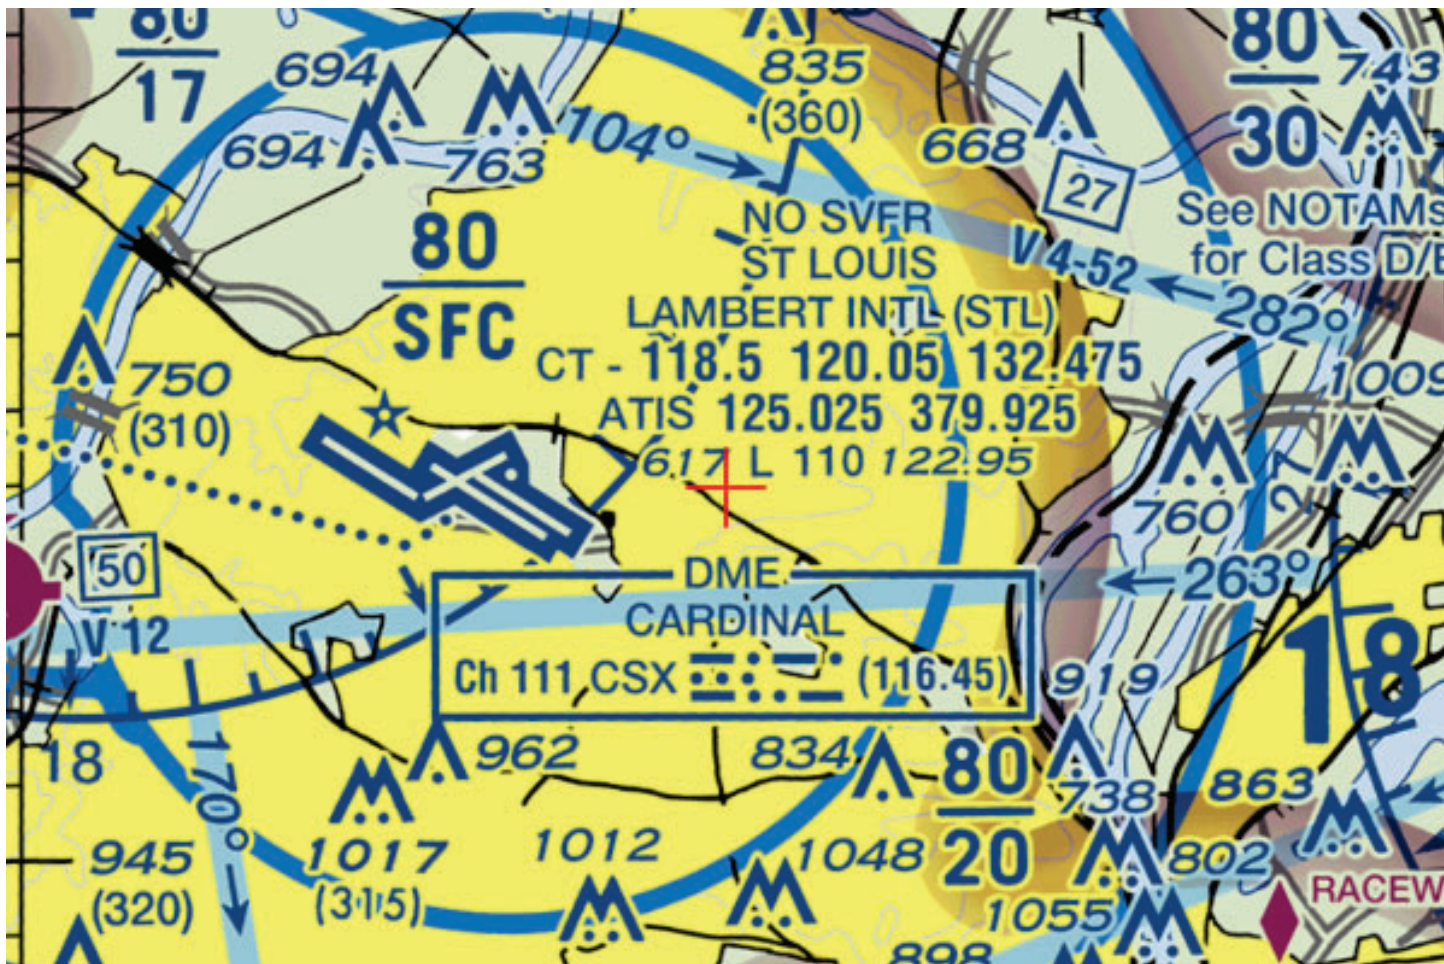 80
17
694
694
763
104°
835
(360)
668
27
80
30
743
See NOTAMs
for Class D/E
80
SFC
NO SVFR
ST LOUIS
LAMBERT INTL (STL)
CT - 118.5 120.05 132.475
ATIS 125.025 379.925
617 L 110 122.95
V 4-52
282°
1009
750
(310)
760
27
50
V 12
263°
DME
CARDINAL
Ch 111 CSX (116.45)
919
18
18
170°
962
834
80
20
738
863
802
945
(320)
1017
(315)
1012
1048
1055
898
RACEW